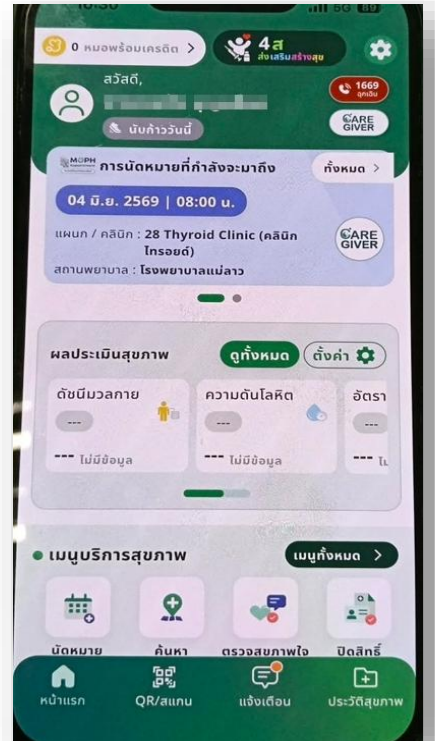 10:30
5G 69
0 หมอพร้อมเครดิต >
4ส
ส่งเสริมสร้างสุข
สวัสดี,
1669
ฉุกเฉิน
นับก้าววันนี้
CARE
GIVER
MOPH การนัดหมายที่กำลังจะมาถึง
ทั้งหมด >
04 มิ.ย. 2569 | 08:00 น.
แผนก / คลินิก : 28 Thyroid Clinic (คลินิก
ไทรอยด์)
CARE
GIVER
สถานพยาบาล : โรงพยาบาลแม่ลาว
ผลประเมินสุขภาพ
ดูทั้งหมด
ตั้งค่า
ดัชนีมวลกาย
ความดันโลหิต
อัตรา
---
---
---
--- ไม่มีข้อมูล
--- ไม่มีข้อมูล
--- ไม
เมนูบริการสุขภาพ
เมนูทั้งหมด >
นัดหมาย
ค้นหา
ตรวจสุขภาพใจ
ปิดสิทธิ์
หน้าแรก
QR/สแกน
แจ้งเตือน
ประวัติสุขภาพ